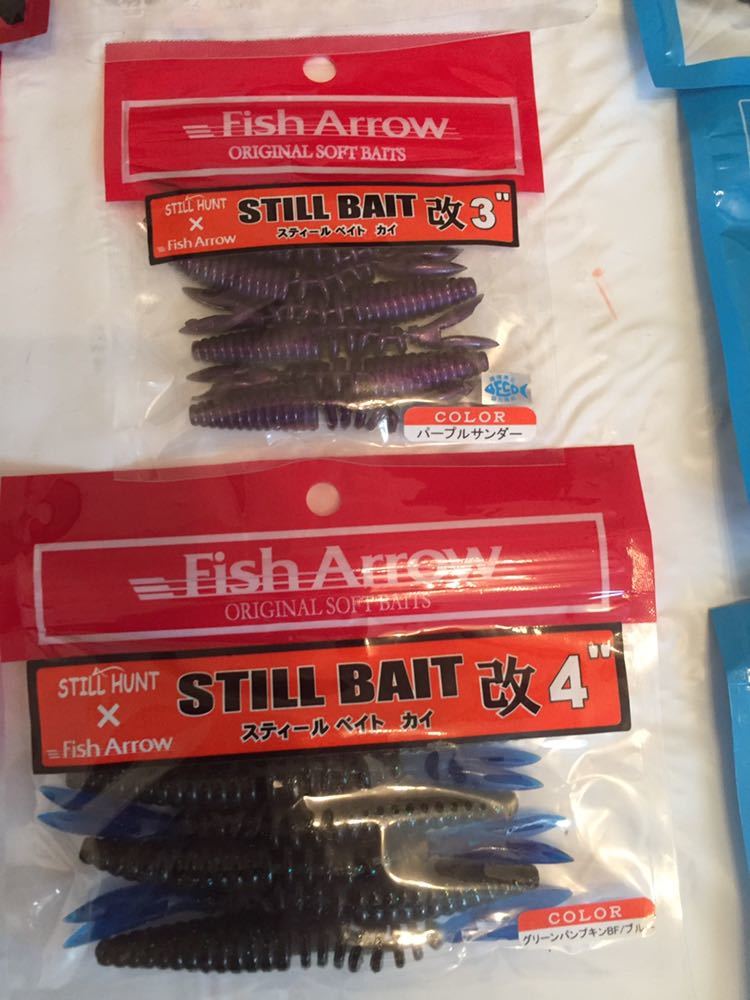 Fish Arrow
ORIGINAL SOFT BAITS
STILL HUNT
×
Fish Arrow
STILL BAIT 改 3"
スティール ベイト カイ
ECO
COLOR
パープルサンダー
Fish Arrow
ORIGINAL SOFT BAITS
STILL HUNT
×
Fish Arrow
STILL BAIT 改 4"
スティール ベイト カイ
COLOR
グリーンパンプキンBF/ブルー